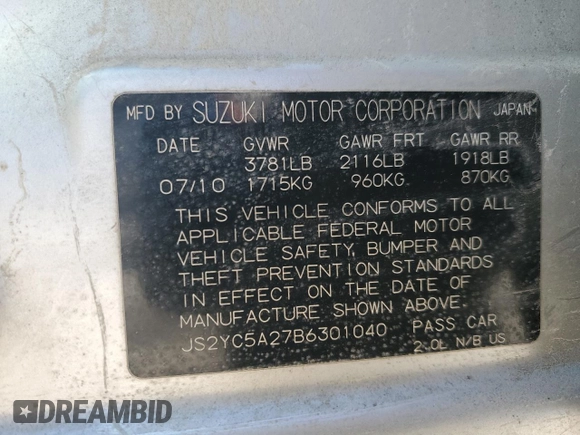 MFD BY SUZUKI MOTOR CORPORATION JAPAN
DATE GVWR GAWR FRT GAWR RR
3781LB 2116LB 1918LB
07/10 1715KG 960KG 870KG
THIS VEHICLE CONFORMS TO ALL
APPLICABLE FEDERAL MOTOR
VEHICLE SAFETY, BUMPER AND
THEFT PREVENTION STANDARDS
IN EFFECT ON THE DATE OF
MANUFACTURE SHOWN ABOVE.
JS2YC5A27B6301040 PASS CAR
2.0L N/B US
DREAMBID